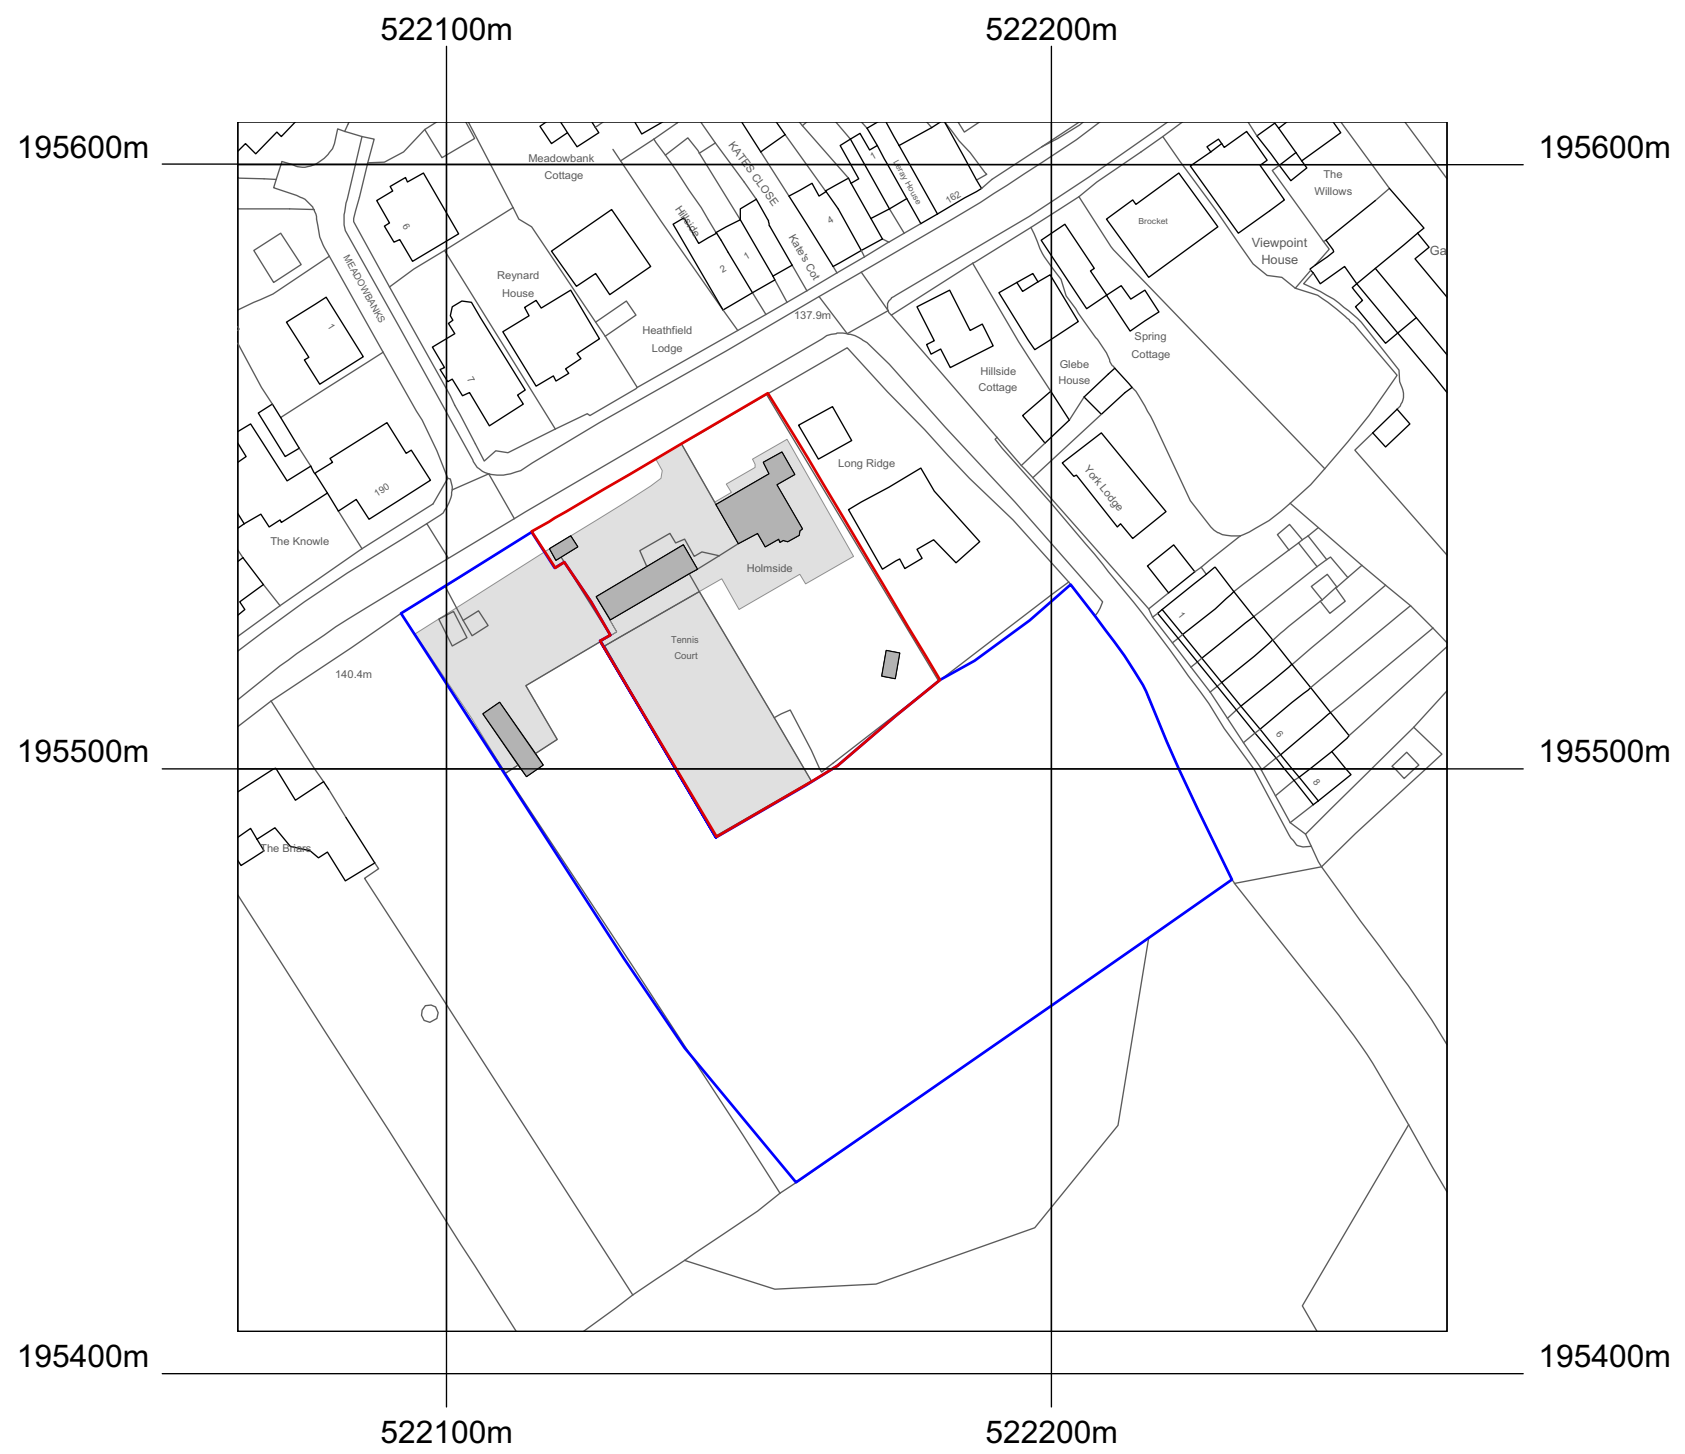 522100m
522200m
195600m
195600m
Meadowbank
Cottage
KATES CLOSE
Leray House
162
The
Willows
6
Hillside
4
Brocket
Viewpoint
House
Ga
2
1
Kate's Cot
MEADOWBANKS
Reynard
House
137.9m
1
Heathfield
Lodge
Spring
Cottage
Glebe
House
Hillside
Cottage
7
Long Ridge
York Lodge
190
The Knowle
Holmside
1
Tennis
Court
140.4m
6
195500m
195500m
8
The Briars
195400m
195400m
522100m
522200m